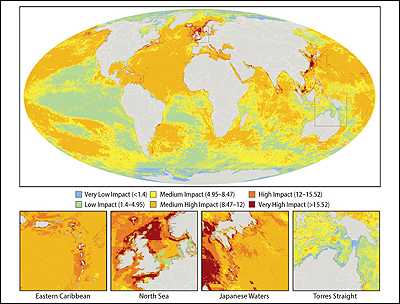 Very Low Impact (<1.4)
Medium Impact (4.95–8.47)
High Impact (12–15.52)
Low Impact (1.4–4.95)
Medium High Impact (8.47–12)
Very High Impact (>15.52)
Eastern Caribbean
North Sea
Japanese Waters
Torres Straight